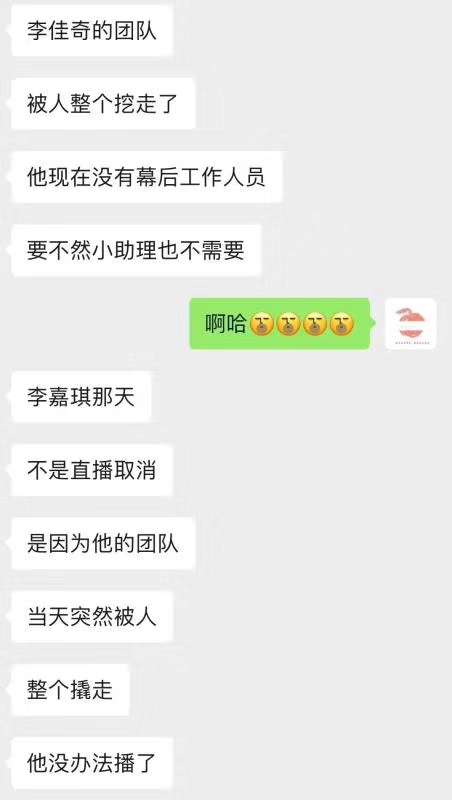 李佳奇的团队
被人整个挖走了
他现在没有幕后工作人员
要不然小助理也不需要
啊哈
李嘉琪那天
不是直播取消
是因为他的团队
当天突然被人
整个撬走
他没办法播了